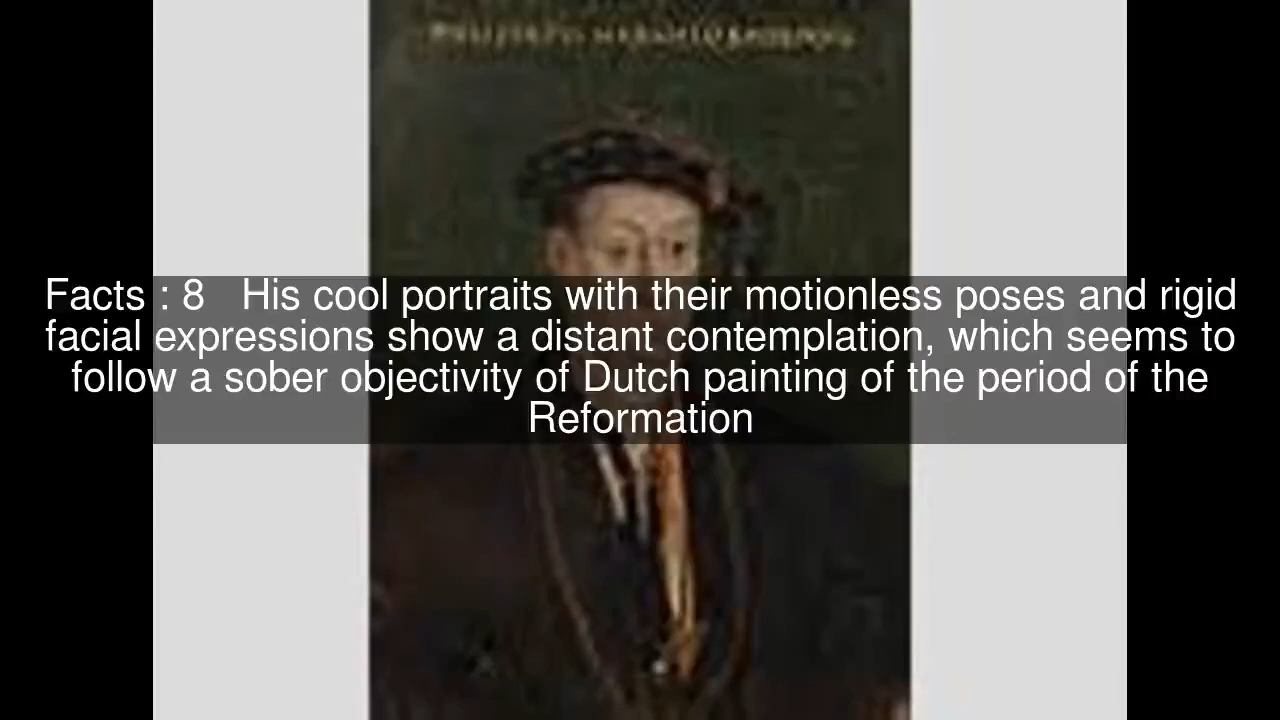 Facts : 8 His cool portraits with their motionless poses and rigid
facial expressions show a distant contemplation, which seems to
follow a sober objectivity of Dutch painting of the period of the
Reformation